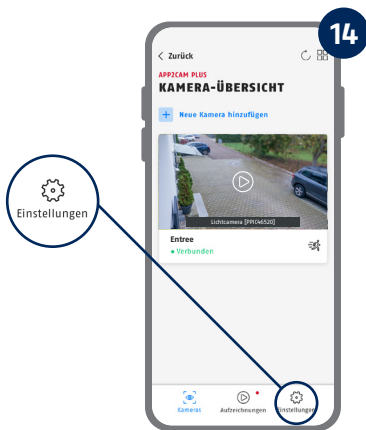 14
Zurück
APP2CAM PLUS
KAMERA-ÜBERSICHT
+ Neue Kamera hinzufügen
Einstellungen
Lichtcamera [PPIC46520]
Entree
• Verbunden
Kameras
Aufzeichnungen
Einstellungen